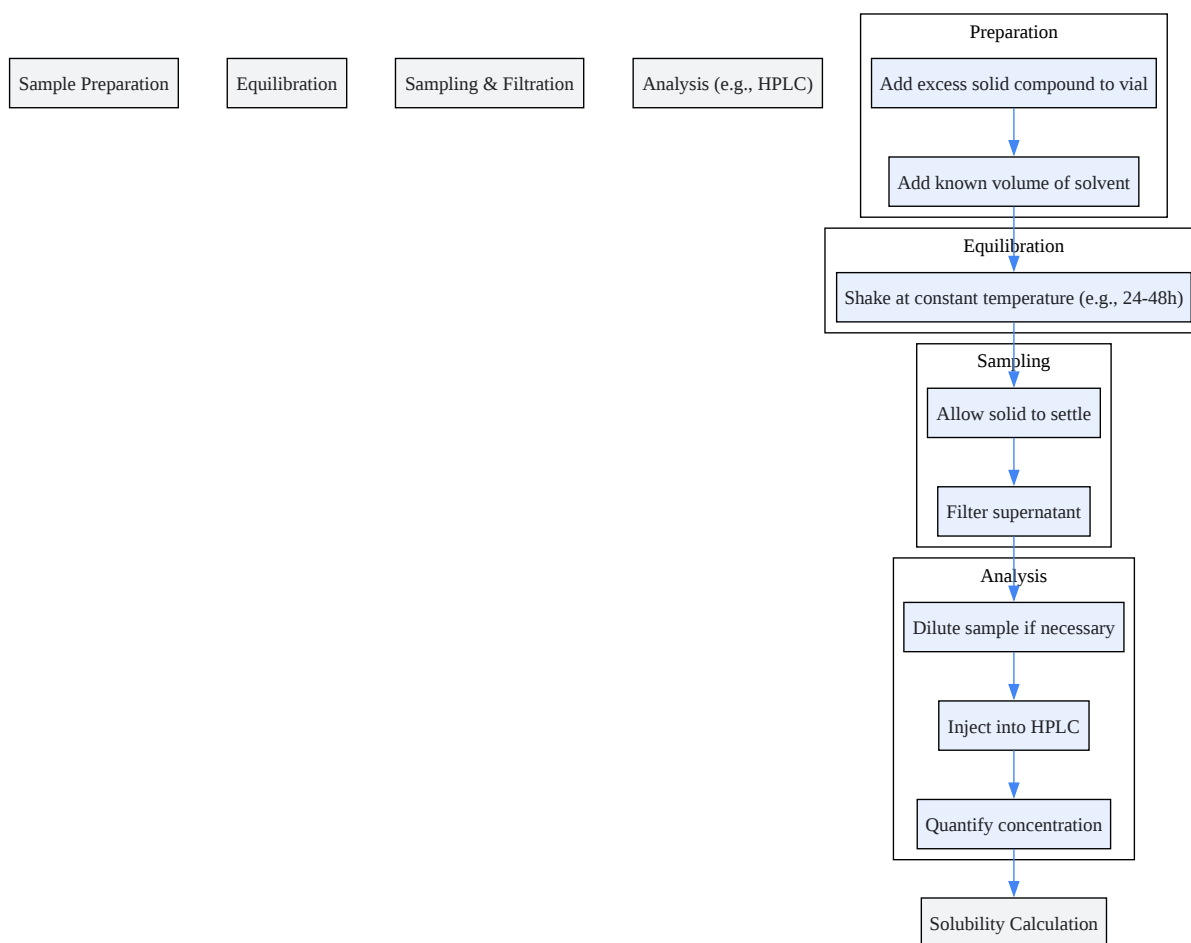 Sample Preparation
Equilibration
Sampling & Filtration
Analysis (e.g., HPLC)
Preparation
Add excess solid compound to vial
Add known volume of solvent
Equilibration
Shake at constant temperature (e.g., 24-48h)
Sampling
Allow solid to settle
Filter supernatant
Analysis
Dilute sample if necessary
Inject into HPLC
Quantify concentration
Solubility Calculation